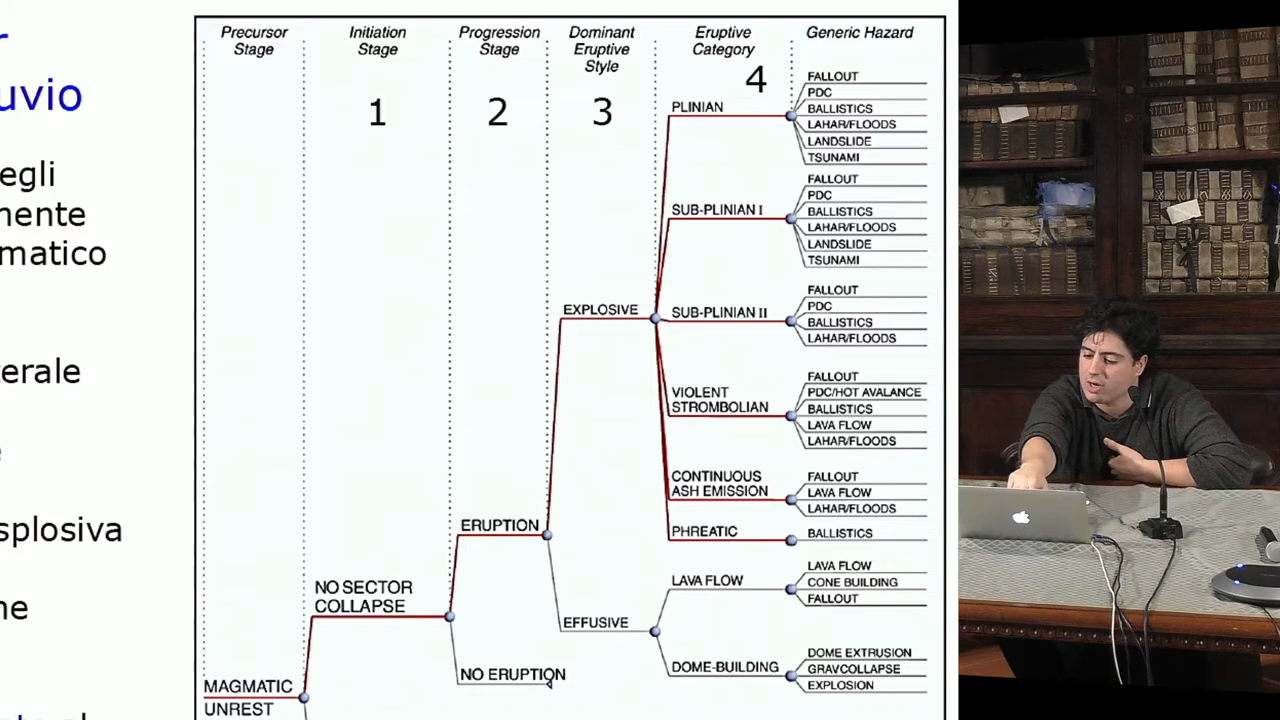 uvio
egli
nente
matico
terale
splosiva
ne
Precursor
Stage
Initiation
Stage
Progression
Stage
Dominant
Eruptive
Style
Eruptive
Category
Generic Hazard
1
2
3
4
PLINIAN
FALLOUT
PDC
BALLISTICS
LAHAR/FLOODS
LANDSLIDE
TSUNAMI
SUB-PLINIAN I
FALLOUT
PDC
BALLISTICS
LAHAR/FLOODS
LANDSLIDE
TSUNAMI
EXPLOSIVE
SUB-PLINIAN II
FALLOUT
PDC
BALLISTICS
LAHAR/FLOODS
VIOLENT
STROMBOLIAN
FALLOUT
PDC/HOT AVALANCE
BALLISTICS
LAVA FLOW
LAHAR/FLOODS
CONTINUOUS
ASH EMISSION
FALLOUT
LAVA FLOW
LAHAR/FLOODS
ERUPTION
PHREATIC
BALLISTICS
NO SECTOR
COLLAPSE
EFFUSIVE
LAVA FLOW
LAVA FLOW
CONE BUILDING
FALLOUT
NO ERUPTION
DOME-BUILDING
DOME EXTRUSION
GRAVCOLLAPSE
EXPLOSION
MAGMATIC
UNREST